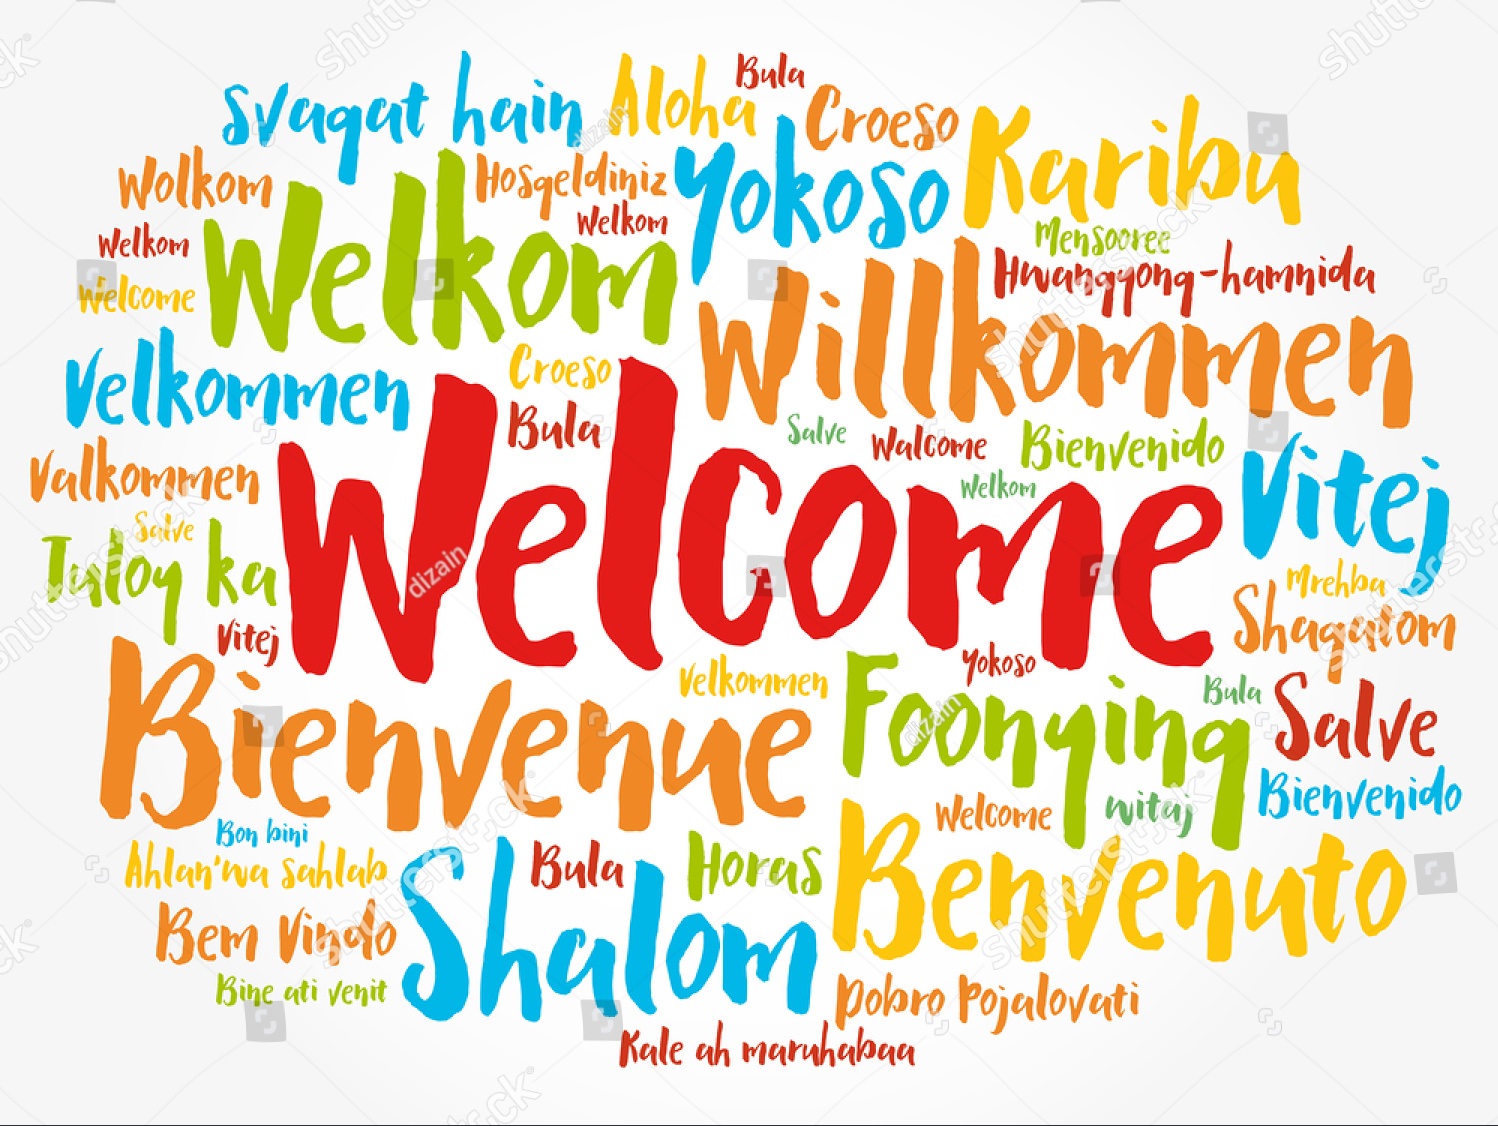 svagat hain
Aloha
Bula
Croeso
Karibu
Wolkom
Hosgeldiniz
Yokoso
Welkom
Welkom
Welkom
Mensooree
Hwangyong-hamnida
Welcome
Willkommen
Velkommen
Croeso
Bula
Salve
Walcome
Bienvenido
Vitej
Valkommen
Welkom
Welcome
Salve
Tuloy ka
Mrehba
Shagatom
Vitej
Yokoso
Bienvenue
Velkommen
Foonying
Bula
Salve
Bienvenido
Welcome
witaj
Bon bini
Ahlan'wa sahlab
Shalom
Bula
Horas
Benvenuto
Bem Vindo
Bine ati venit
Dobro Pojalovati
Kale ah maruhabaa
shutterstock
dizain